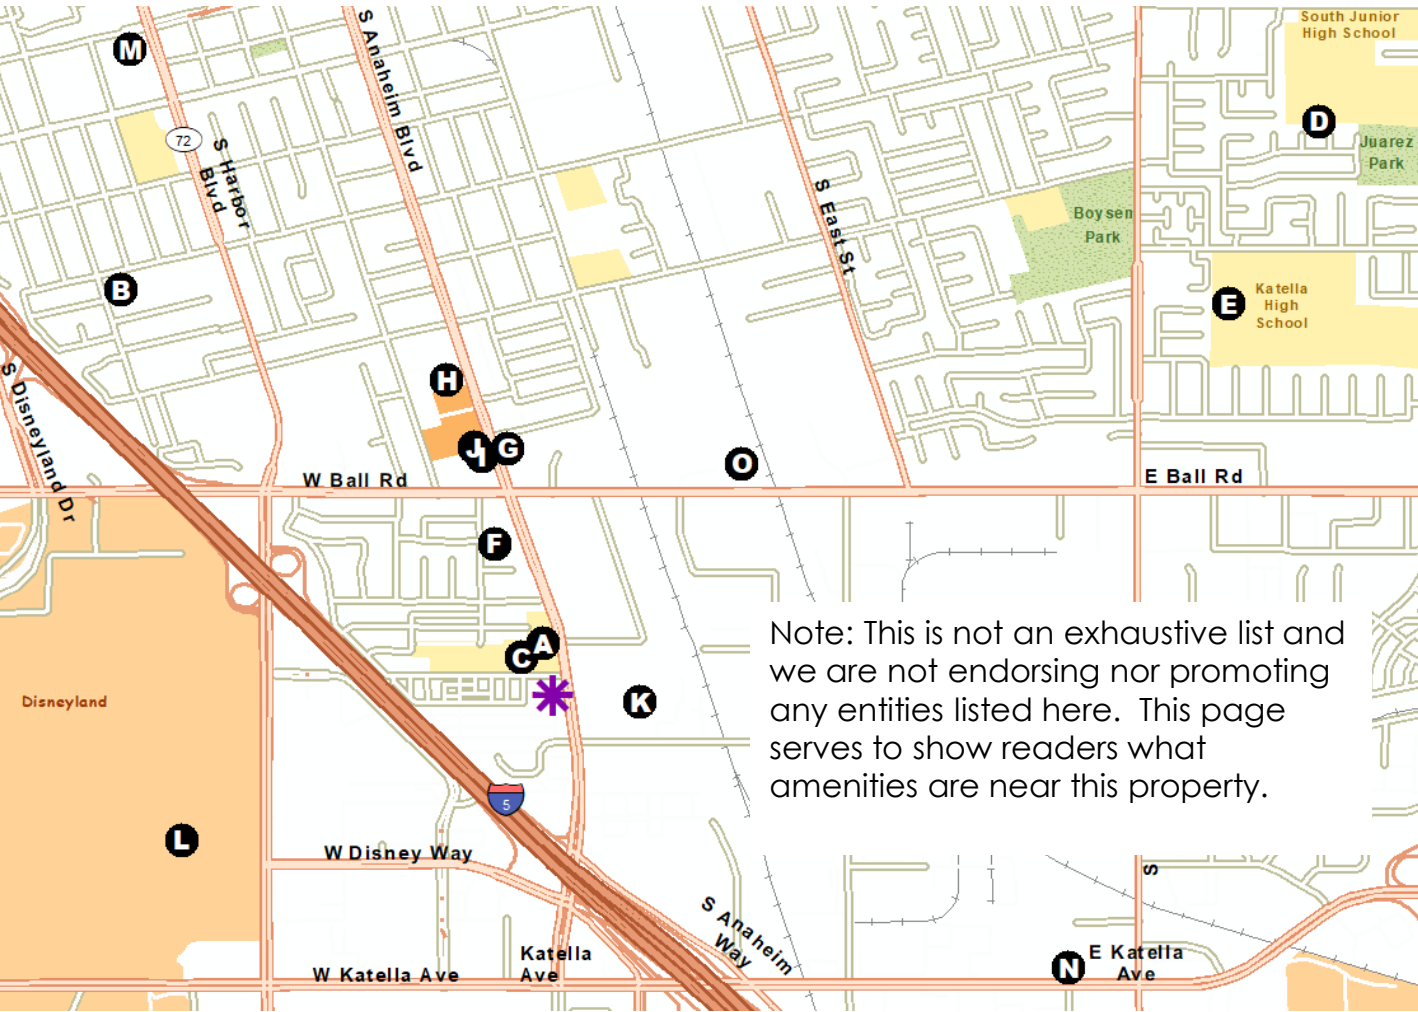 South Junior
High School
M
S Anaheim Blvd
72
S Harbor
Blvd
D
Juarez
Park
S East St
Boysen
Park
B
E
Katella
High
School
S Disneyland Dr
H
J
I
G
O
W Ball Rd
E Ball Rd
F
A
C
K
Disneyland
Note: This is not an exhaustive list and
we are not endorsing nor promoting
any entities listed here. This page
serves to show readers what
amenities are near this property.
5
L
W Disney Way
S
S Anaheim
Way
Katella
Ave
W Katella Ave
N
E Katella
Ave